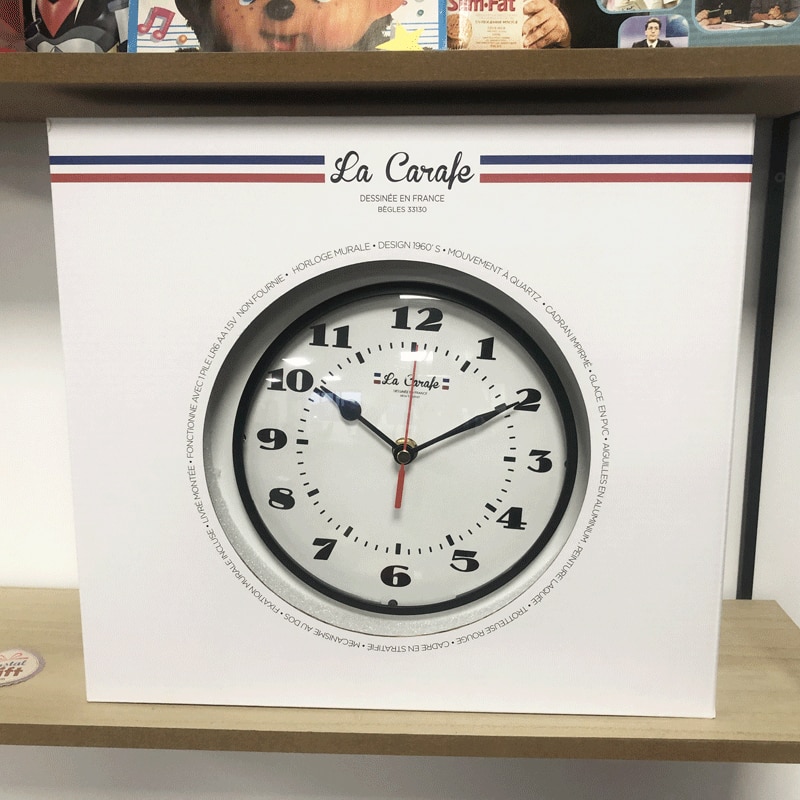 Slim·Fat
La Carafe
DESSINÉE EN FRANCE
BÈGLES 33130
HORLOGE MURALE • DESIGN 1960' S • MOUVEMENT À QUARTZ • CADRAN IMPRIMÉ • GLACE EN PVC • AIGUILLES EN ALUMINIUM, PEINTURE LAQUÉE • TROTTEUSE ROUGE • CADRE EN STRATIFIÉ • MÉCANISME AU DOS • FIXATION MURALE INCLUSE • LIVRÉ MONTÉE • FONCTIONNE AVEC 1 PILE LR6 AA 1.5V NON FOURNIE •
12
11
1
10
2
La Carafe
DESSINÉE EN FRANCE
9
3
8
4
7
5
6